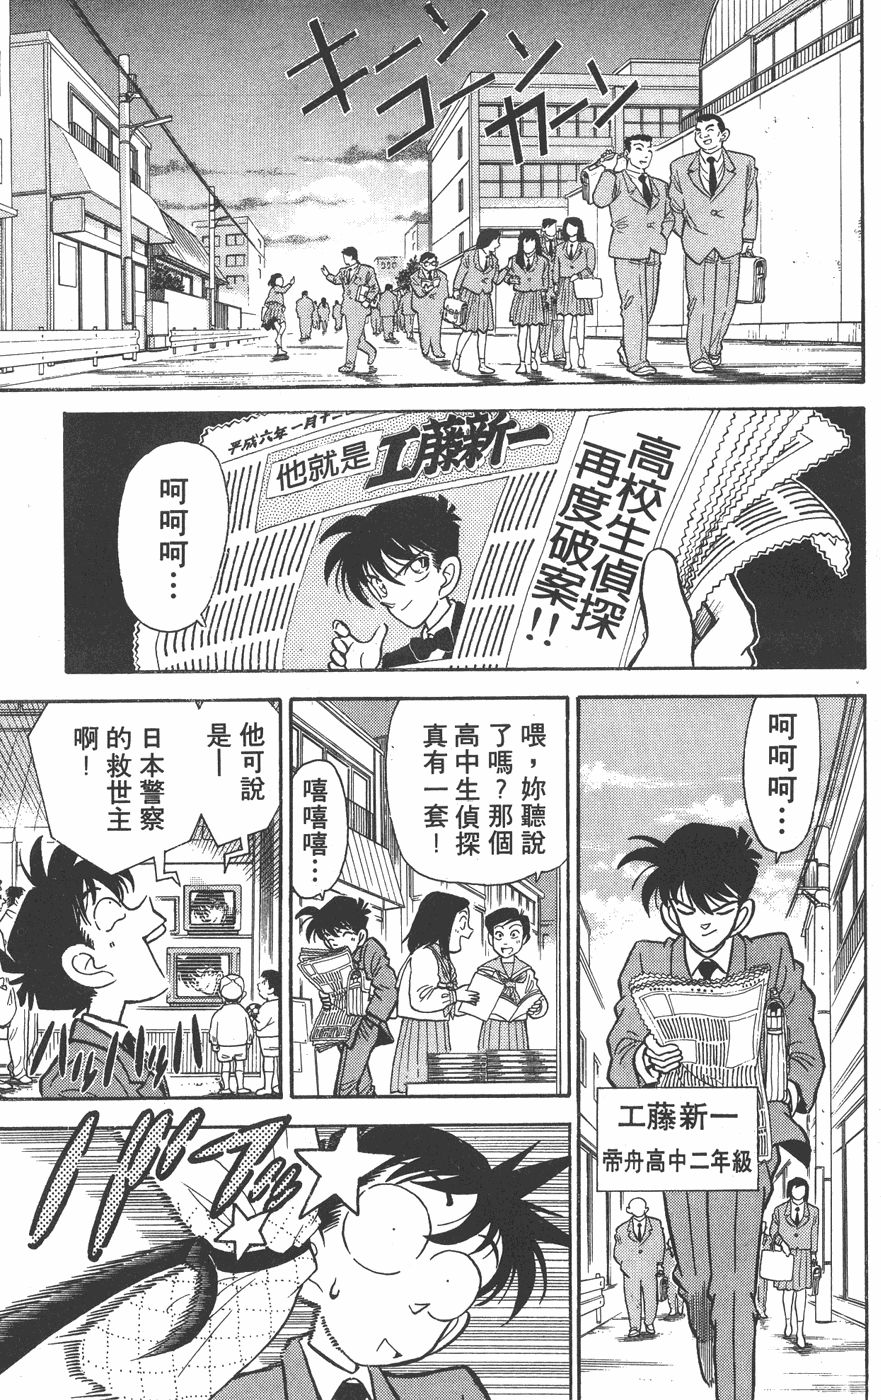 キーン
コーン
カーン
高校生偵探
再度破案!!
平成六年一月十二
他就是
工藤新一
呵呵呵…
呵呵呵…
工藤新一
帝舟高中二年級
喂,妳聽說
了嗎?那個
高中生偵探
真有一套!
嘻嘻嘻…
他可說
是—
日本警察
的救世主
啊!